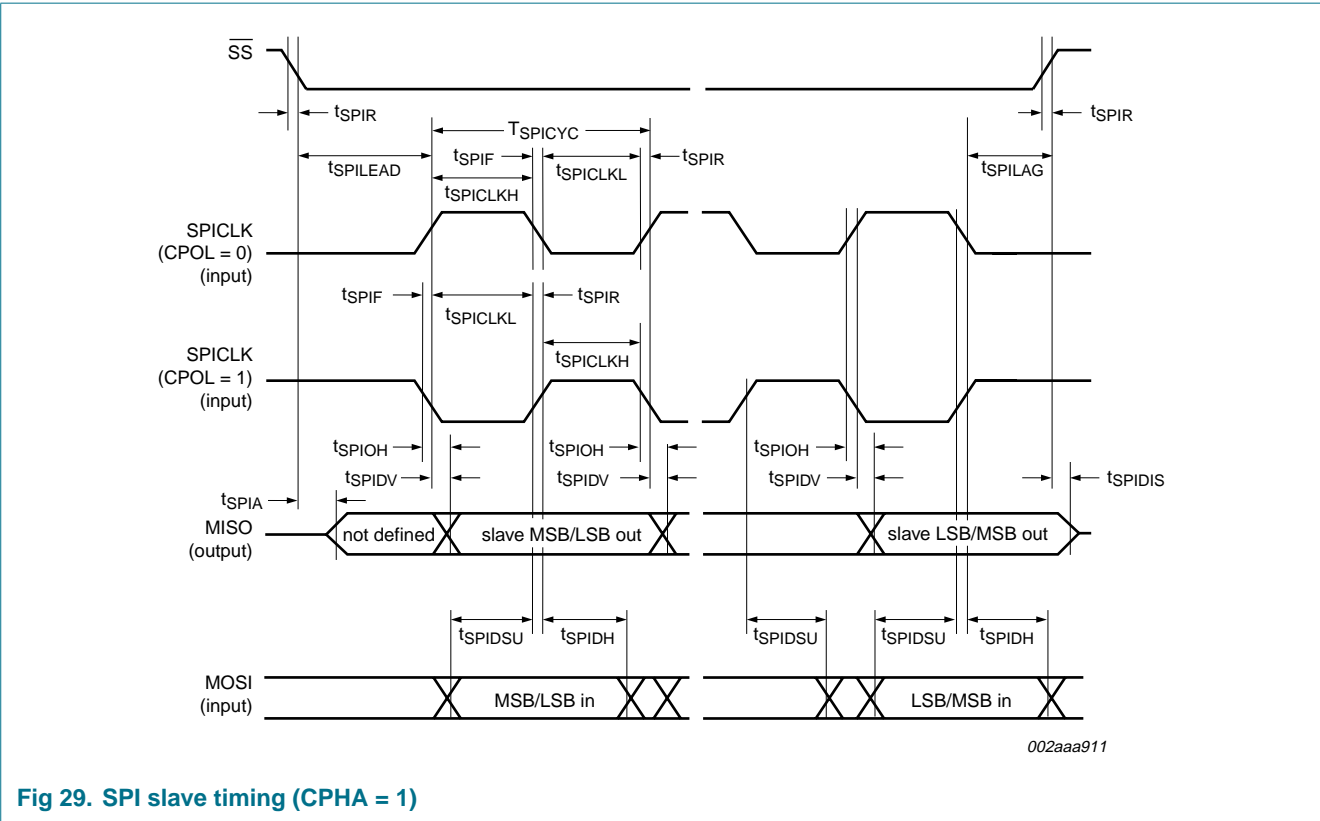 SS
tSPIR
TSPICYC
tSPIR
tSPILEAD
tSPIF
tSPICLKL
tSPIR
tSPILAG
tSPICLKH
SPICLK
(CPOL = 0)
(input)
tSPIF
tSPIR
tSPICLKL
SPICLK
(CPOL = 1)
(input)
tSPICLKH
tSPIOH
tSPIOH
tSPIOH
tSPIDV
tSPIDV
tSPIDV
tSPIDIS
tSPIA
MISO
(output)
not defined
slave MSB/LSB out
slave LSB/MSB out
tSPIDSU
tSPIDH
tSPIDSU
tSPIDSU
tSPIDH
MOSI
(input)
MSB/LSB in
LSB/MSB in
002aaa911
Fig 29. SPI slave timing (CPHA = 1)